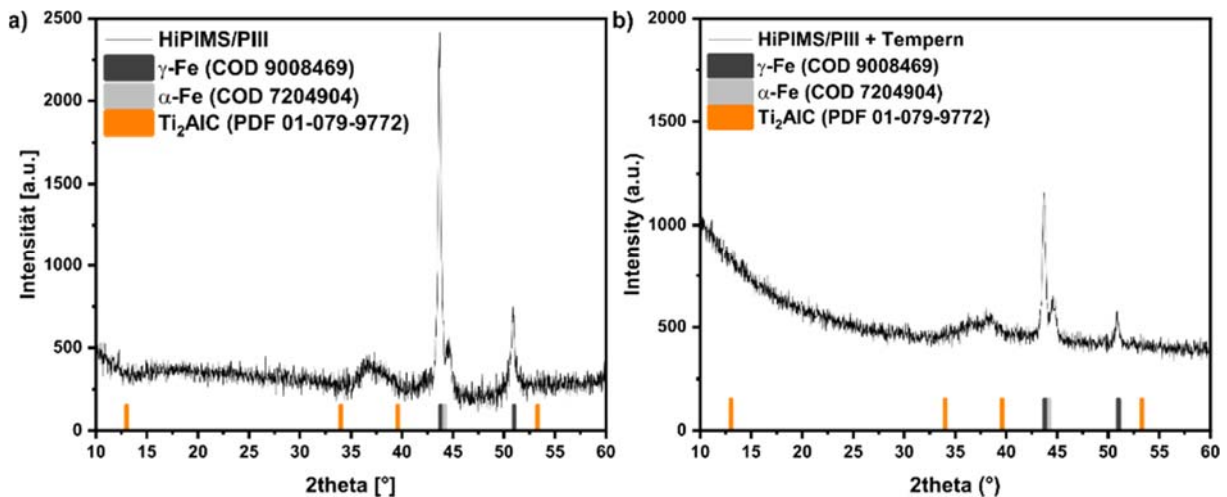 a)
HiPIMS/PIII
γ-Fe (COD 9008469)
α-Fe (COD 7204904)
Ti₂AlC (PDF 01-079-9772)
Intensität [a.u.]
2500
2000
1500
1000
500
0
10 15 20 25 30 35 40 45 50 55 60
2theta [°]
b)
HiPIMS/PIII + Tempern
γ-Fe (COD 9008469)
α-Fe (COD 7204904)
Ti₂AlC (PDF 01-079-9772)
Intensity (a.u.)
2000
1500
1000
500
0
10 15 20 25 30 35 40 45 50 55 60
2theta (°)